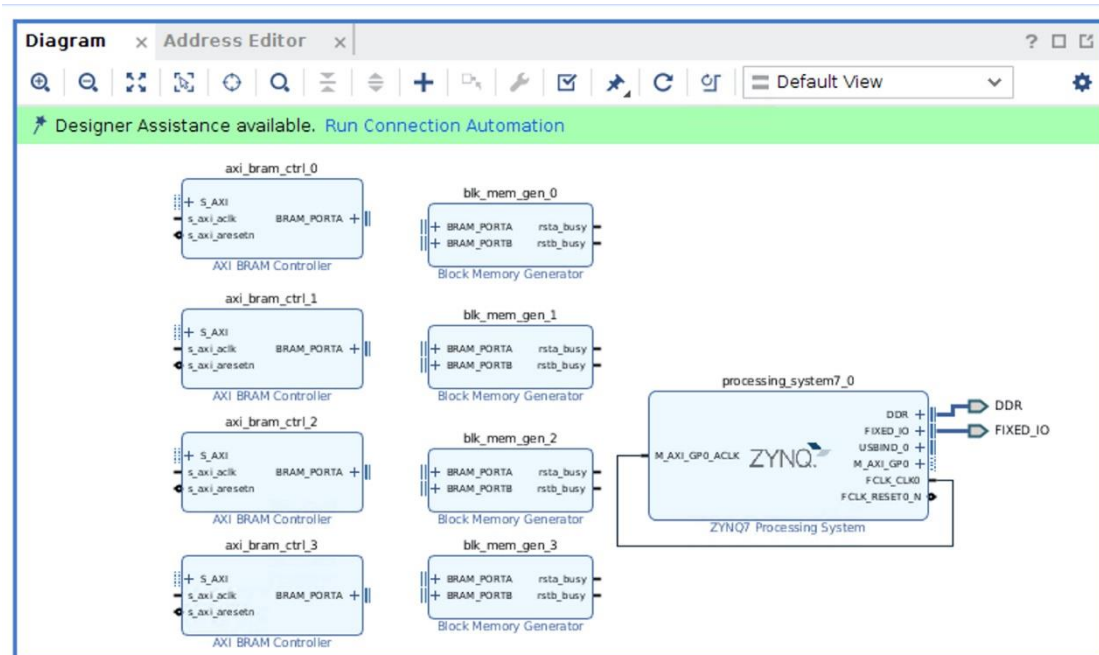 Diagram × Address Editor ×
Default View
Designer Assistance available. Run Connection Automation
axi_bram_ctrl_0
S_AXI
s_axi_aclk BRAM_PORTA
s_axi_aresetn
AXI BRAM Controller
blk_mem_gen_0
BRAM_PORTA rsta_busy
BRAM_PORTB rstb_busy
Block Memory Generator
axi_bram_ctrl_1
S_AXI
s_axi_aclk BRAM_PORTA
s_axi_aresetn
AXI BRAM Controller
blk_mem_gen_1
BRAM_PORTA rsta_busy
BRAM_PORTB rstb_busy
Block Memory Generator
axi_bram_ctrl_2
S_AXI
s_axi_aclk BRAM_PORTA
s_axi_aresetn
AXI BRAM Controller
blk_mem_gen_2
BRAM_PORTA rsta_busy
BRAM_PORTB rstb_busy
Block Memory Generator
axi_bram_ctrl_3
S_AXI
s_axi_aclk BRAM_PORTA
s_axi_aresetn
AXI BRAM Controller
blk_mem_gen_3
BRAM_PORTA rsta_busy
BRAM_PORTB rstb_busy
Block Memory Generator
processing_system7_0
DDR
FIXED_IO
USBIND_0
M_AXI_GP0_ACLK ZYNQ. M_AXI_GP0
FCLK_CLK0
FCLK_RESET0_N
ZYNQ7 Processing System
DDR
FIXED_IO